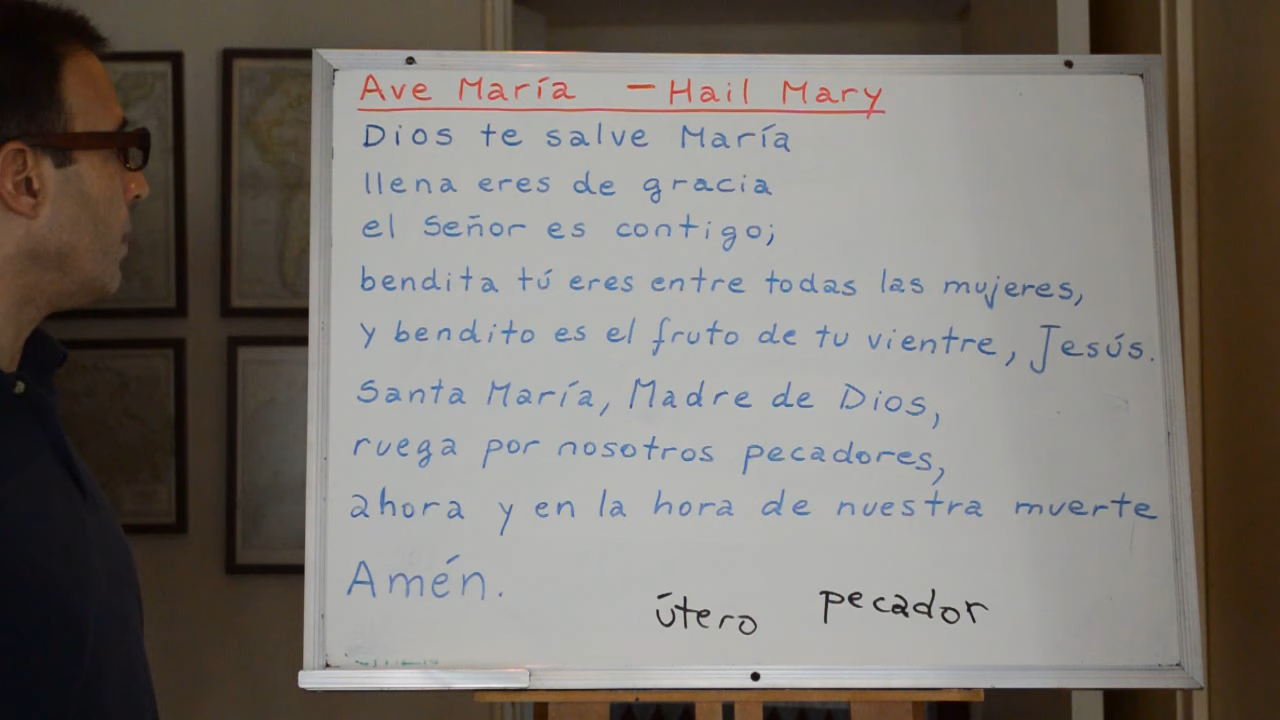 Ave María - Hail Mary
Dios te salve María
llena eres de gracia
el Señor es contigo;
bendita tú eres entre todas las mujeres,
y bendito es el fruto de tu vientre, Jesús.
Santa María, Madre de Dios,
ruega por nosotros pecadores,
ahora y en la hora de nuestra muerte
Amén.
útero pecador